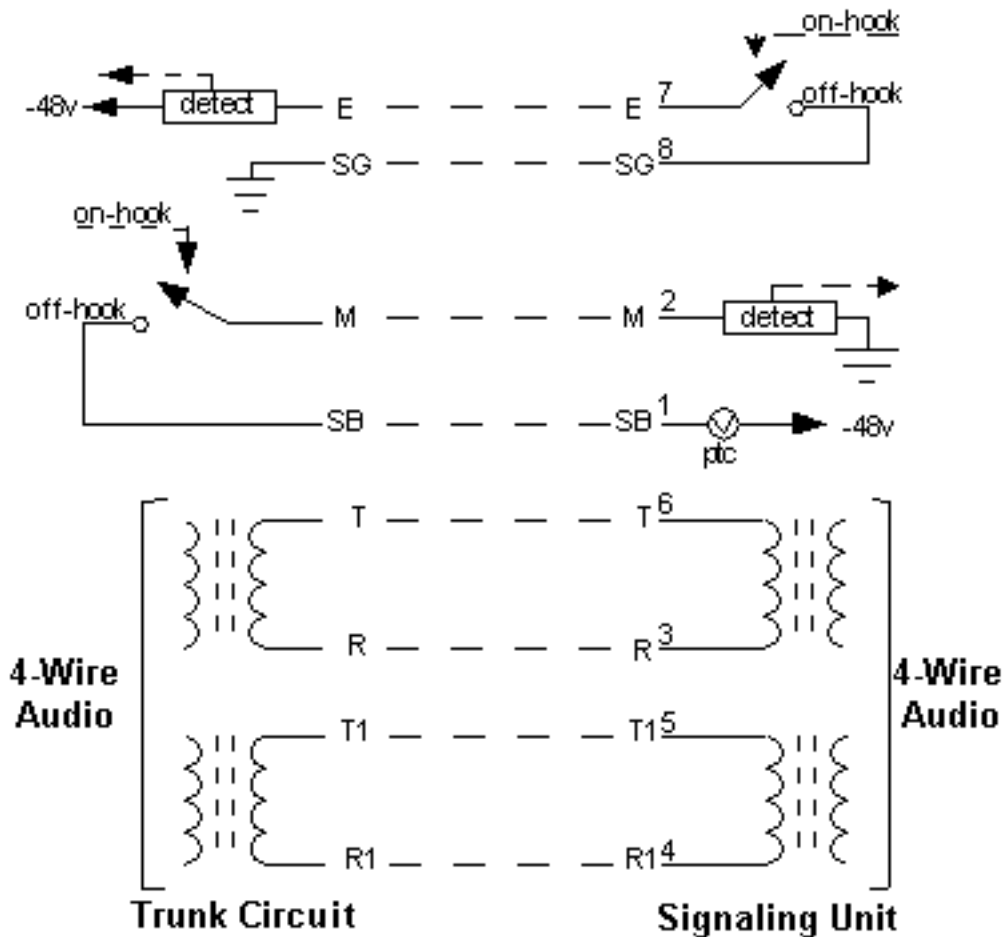 on-hook
-48v detect E E 7 off-hook
SG SG 8
on-hook
off-hook M M 2 detect
SB SB 1 -48v
ptc
T T 6
R R 3
4-Wire Audio 4-Wire Audio
T1 T1 5
R1 R1 4
Trunk Circuit Signaling Unit